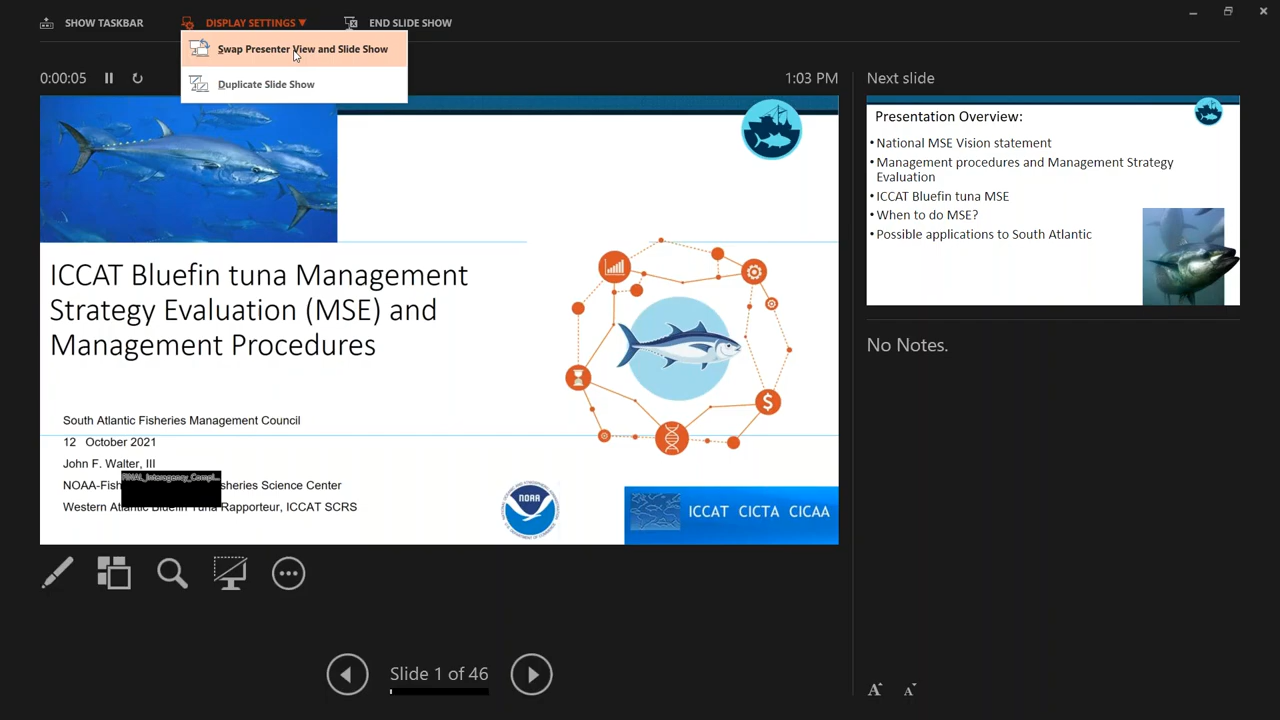 SHOW TASKBAR
DISPLAY SETTINGS ▼
END SLIDE SHOW
Swap Presenter View and Slide Show
Duplicate Slide Show
0:00:05
1:03 PM
ICCAT Bluefin tuna Management
Strategy Evaluation (MSE) and
Management Procedures
South Atlantic Fisheries Management Council
12 October 2021
John F. Walter, III
FINAL_Interagency_Compl...
NOAA-Fish sheries Science Center
Western Atlantic Bluefin Tuna Rapporteur, ICCAT SCRS
$
NOAA
ICCAT CICTA CICAA
Slide 1 of 46
Next slide
Presentation Overview:
•National MSE Vision statement
•Management procedures and Management Strategy
Evaluation
•ICCAT Bluefin tuna MSE
•When to do MSE?
•Possible applications to South Atlantic
No Notes.
A A